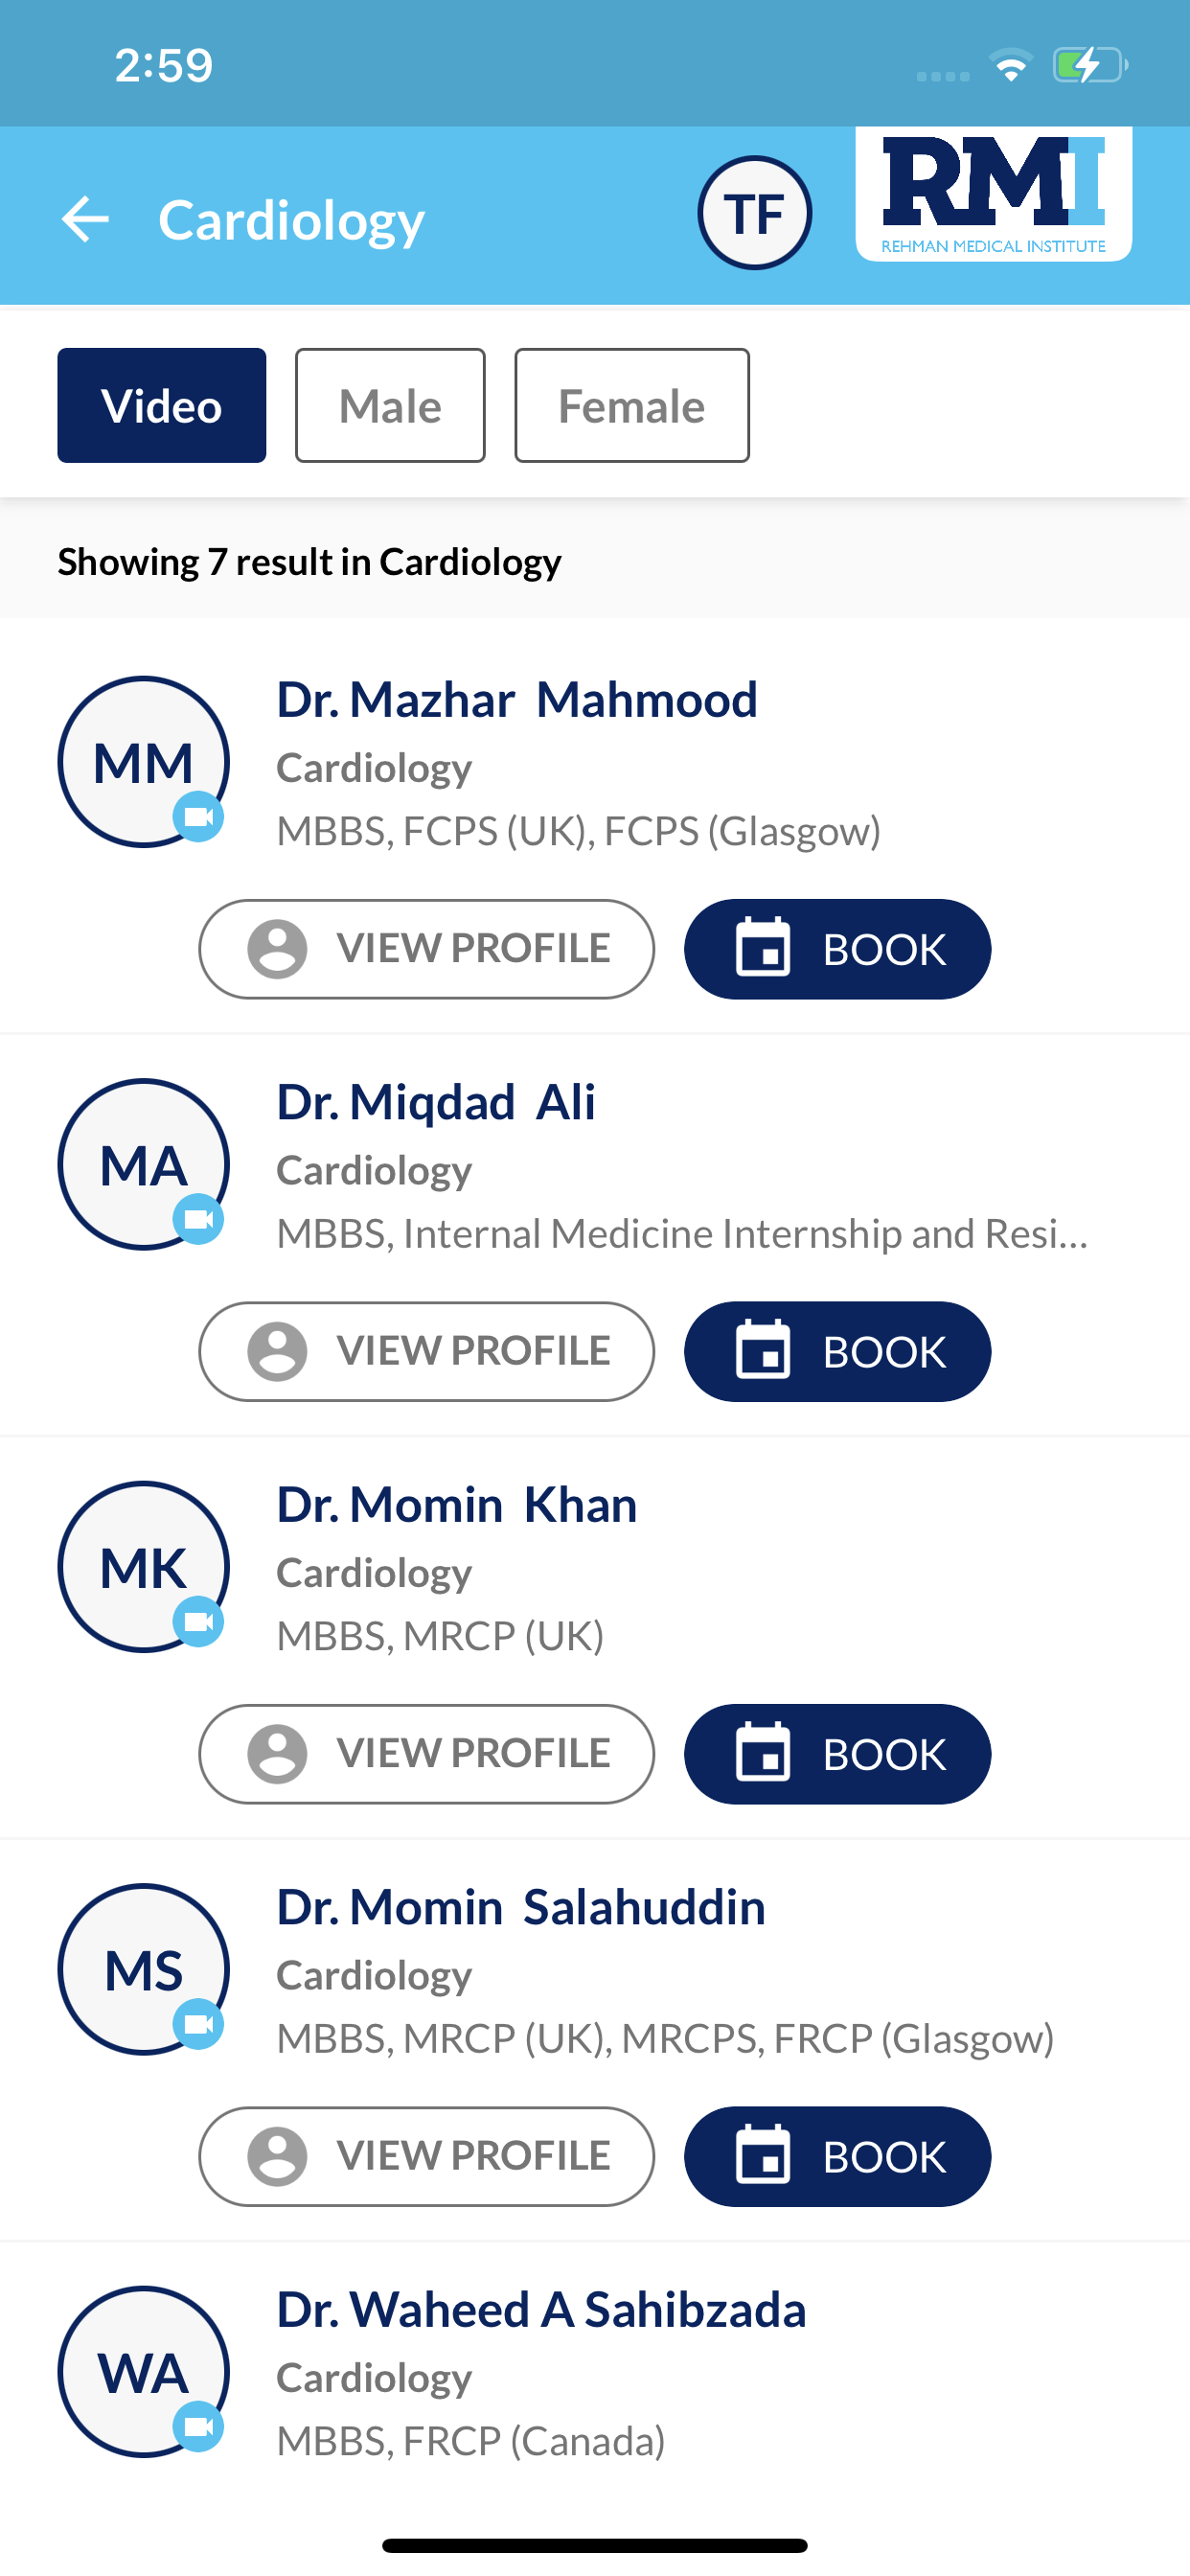 2:59
Cardiology
TF
RMI
REHMAN MEDICAL INSTITUTE
Video
Male
Female
Showing 7 result in Cardiology
MM
Dr. Mazhar  Mahmood
Cardiology
MBBS, FCPS (UK), FCPS (Glasgow)
VIEW PROFILE
BOOK
MA
Dr. Miqdad  Ali
Cardiology
MBBS, Internal Medicine Internship and Resi...
VIEW PROFILE
BOOK
MK
Dr. Momin  Khan
Cardiology
MBBS, MRCP (UK)
VIEW PROFILE
BOOK
MS
Dr. Momin  Salahuddin
Cardiology
MBBS, MRCP (UK), MRCPS, FRCP (Glasgow)
VIEW PROFILE
BOOK
WA
Dr. Waheed A Sahibzada
Cardiology
MBBS, FRCP (Canada)